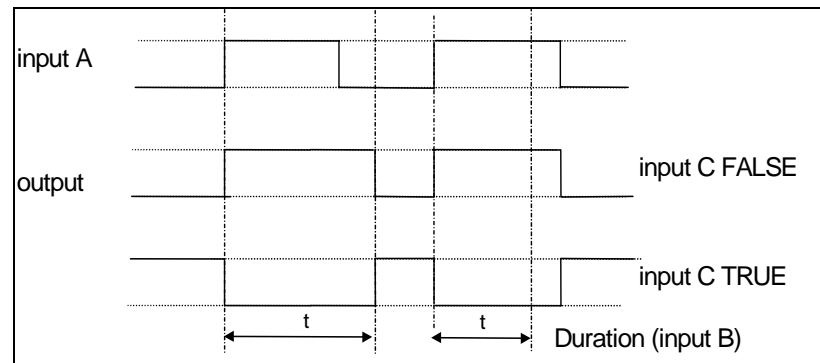 input A
output
input C FALSE
input C TRUE
t
t
Duration (input B)